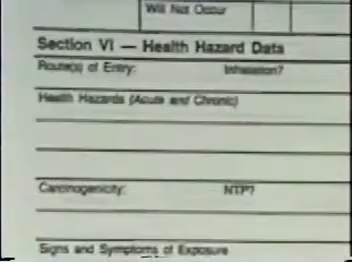 Will Not Occur
Section VI — Health Hazard Data
Route(s) of Entry: Inhalation?
Health Hazards (Acute and Chronic)
Carcinogenicity: NTP?
Signs and Symptoms of Exposure